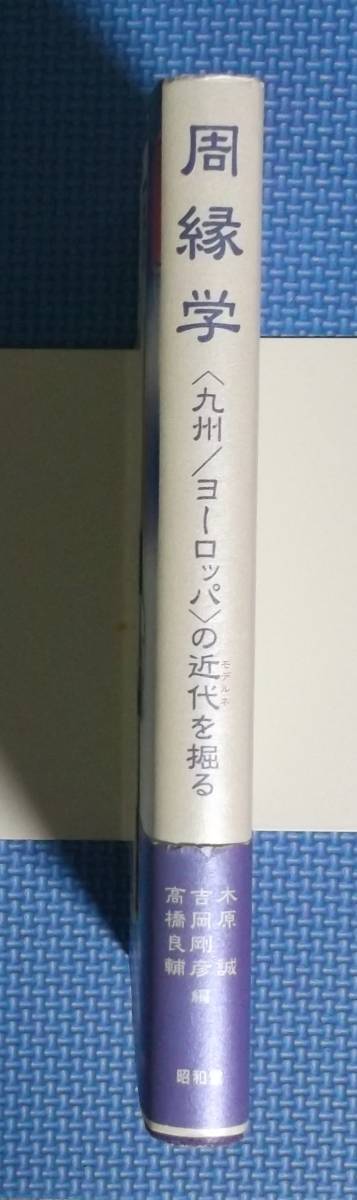 周縁学
〈九州／ヨーロッパ〉の近代を掘る
モデルネ
木原誠
吉岡剛彦 編
高橋良輔
昭和堂